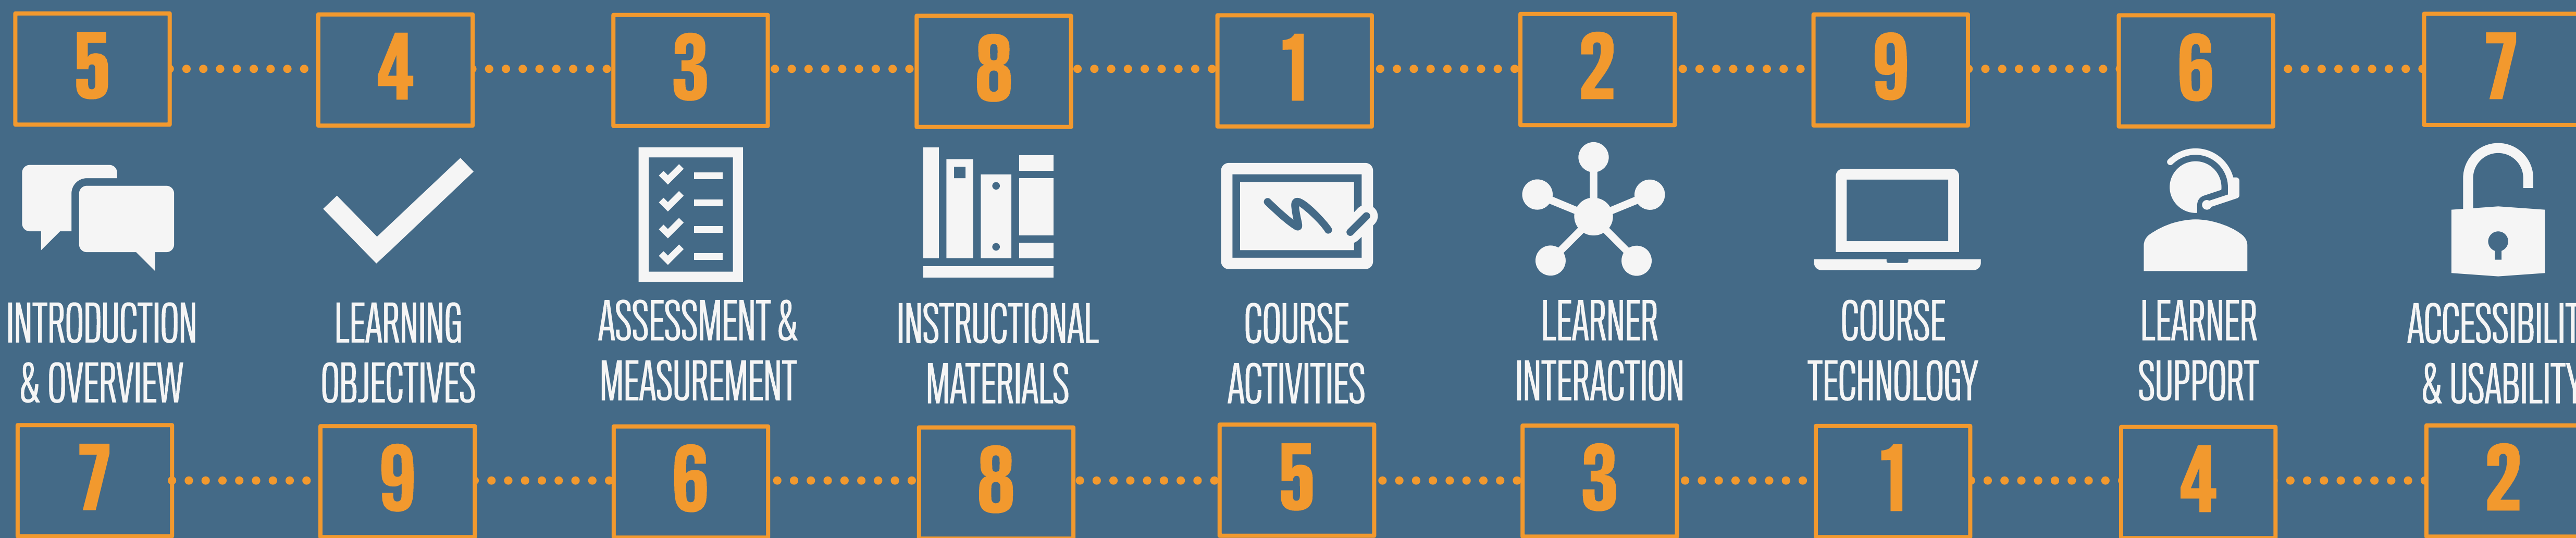 5 4 3 8 1 2 9 6 7
INTRODUCTION
& OVERVIEW
LEARNING
OBJECTIVES
ASSESSMENT &
MEASUREMENT
INSTRUCTIONAL
MATERIALS
COURSE
ACTIVITIES
LEARNER
INTERACTION
COURSE
TECHNOLOGY
LEARNER
SUPPORT
ACCESSIBILIT
& USABILITY
7 9 6 8 5 3 1 4 2